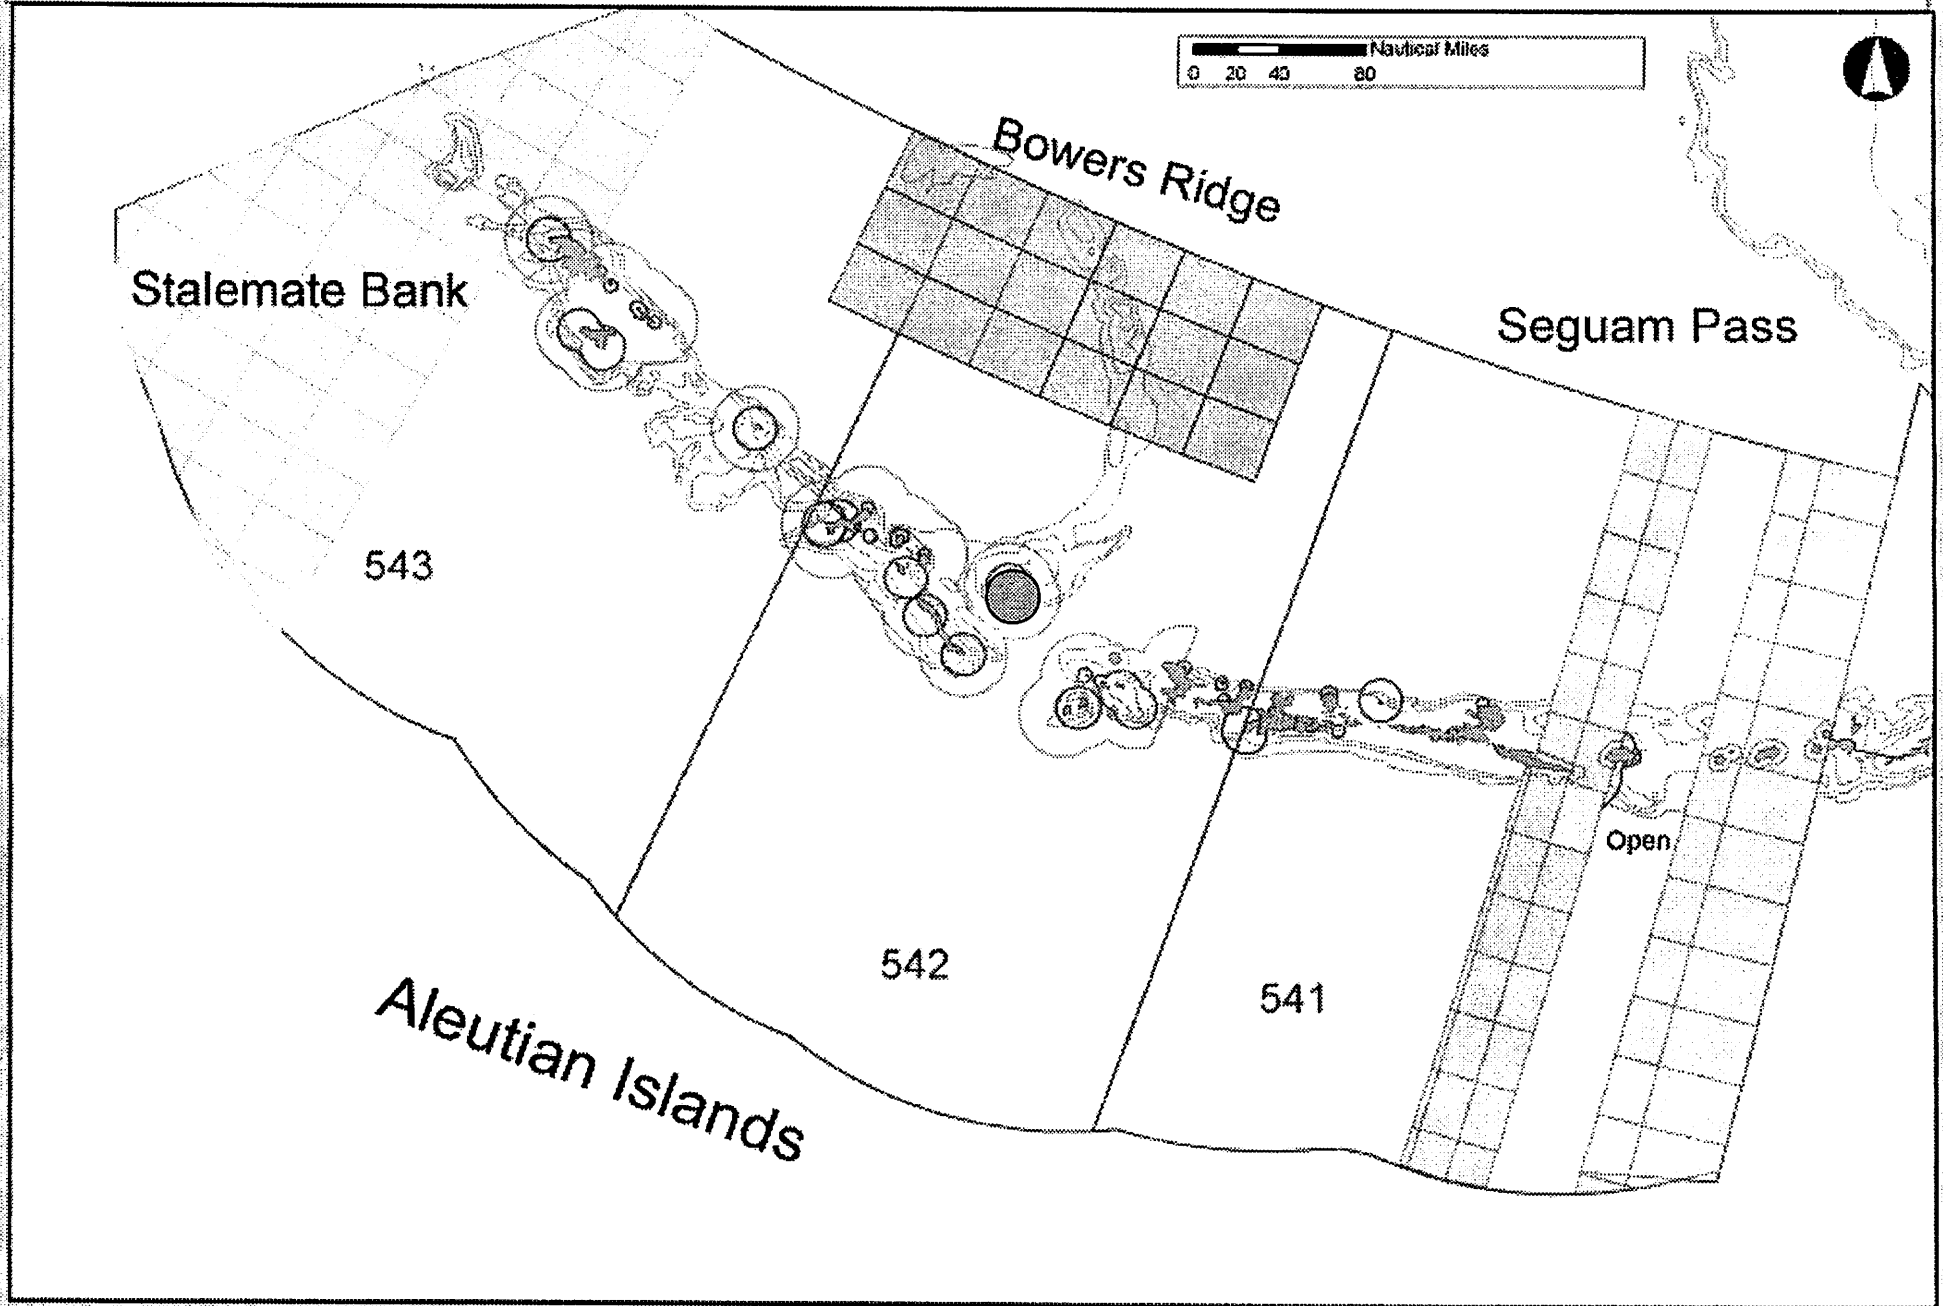 Nautical Miles
0 20 40 80
Bowers Ridge
Stalemate Bank
Seguam Pass
543
Open
542
541
Aleutian Islands